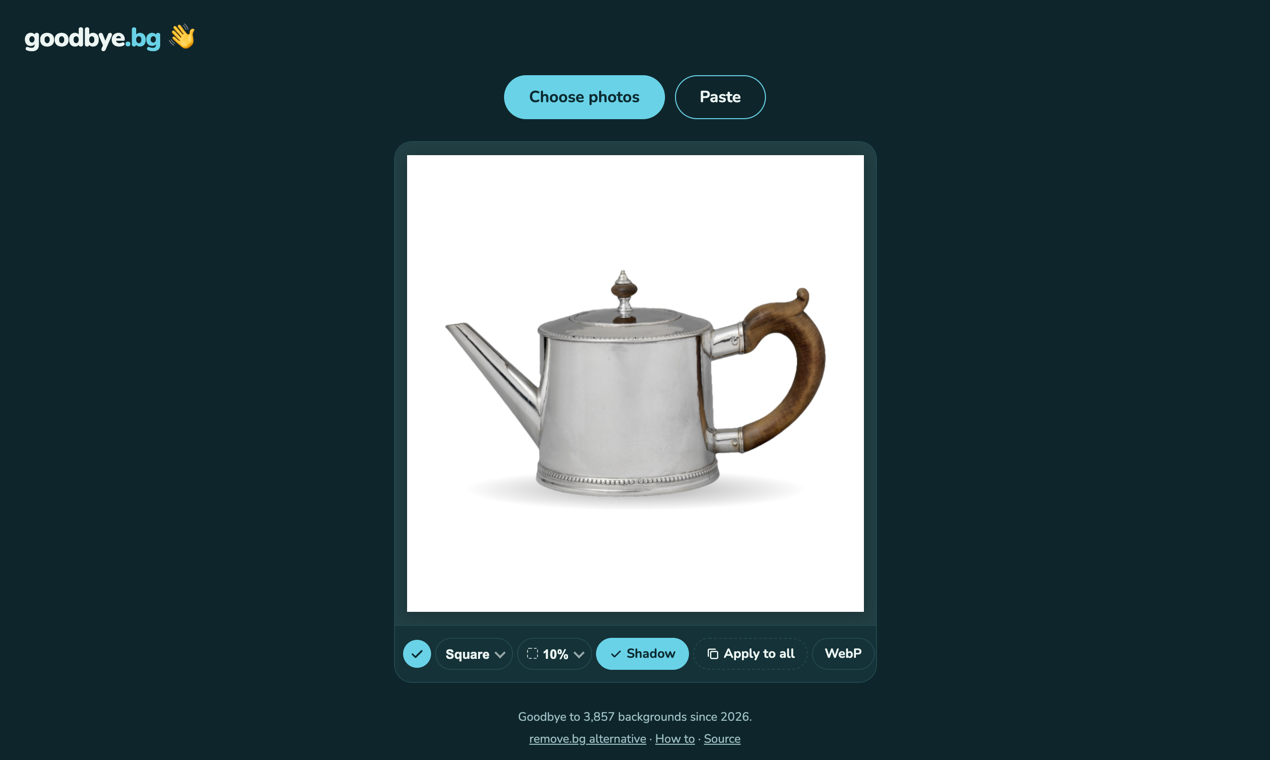 goodbye.bg 👋
Choose photos
Paste
Square
10%
Shadow
Apply to all
WebP
Goodbye to 3,857 backgrounds since 2026.
remove.bg alternative · How to · Source